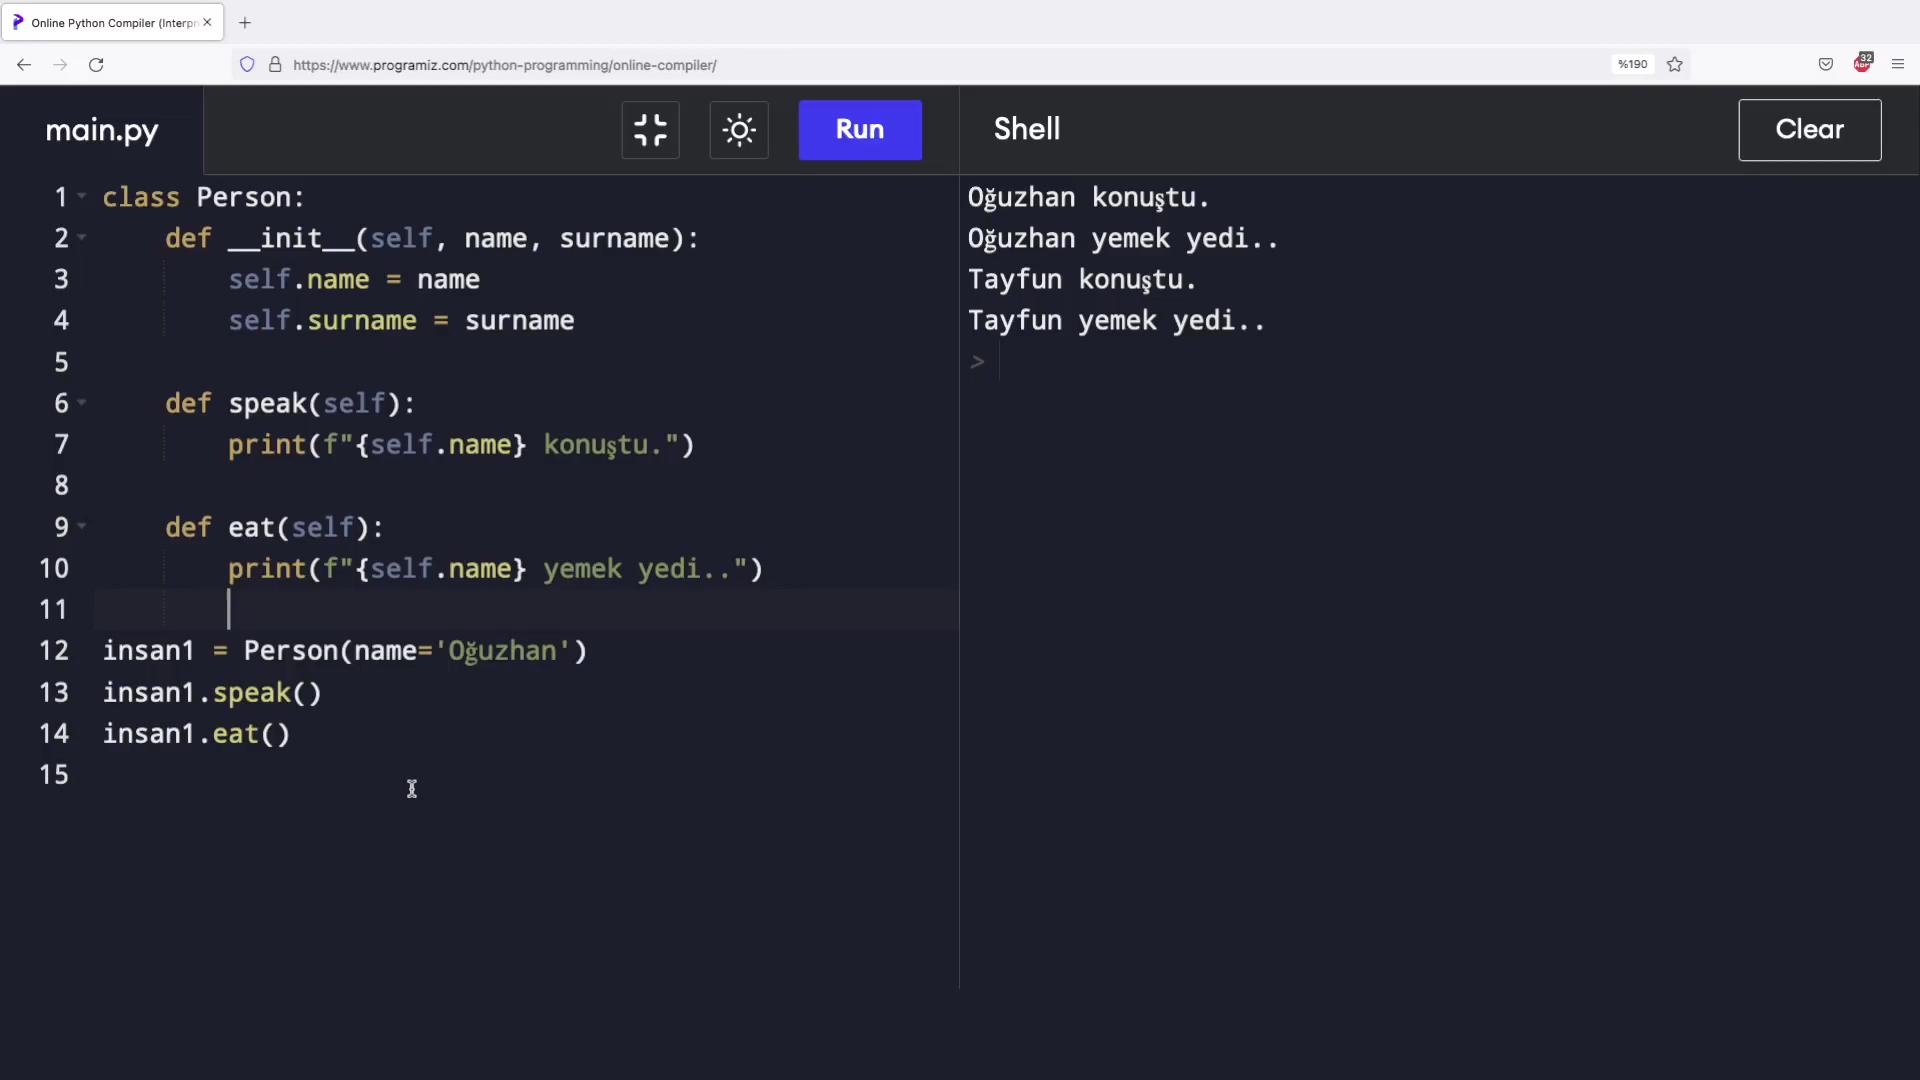 Online Python Compiler (Interpr
https://www.programiz.com/python-programming/online-compiler/
%190
32
ABP
main.py
Run
Shell
Clear
1 class Person:
2     def __init__(self, name, surname):
3         self.name = name
4         self.surname = surname
5
6     def speak(self):
7         print(f"{self.name} konuştu.")
8
9     def eat(self):
10         print(f"{self.name} yemek yedi..")
11
12 insan1 = Person(name='Oğuzhan')
13 insan1.speak()
14 insan1.eat()
15
Oğuzhan konuştu.
Oğuzhan yemek yedi..
Tayfun konuştu.
Tayfun yemek yedi..
>